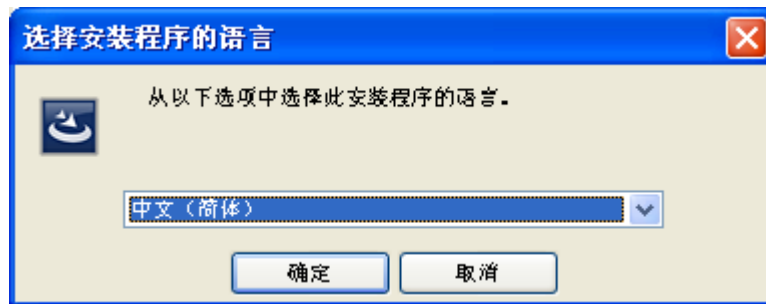 选择安装程序的语言
从以下选项中选择此安装程序的语言。
中文（简体）
确定
取消